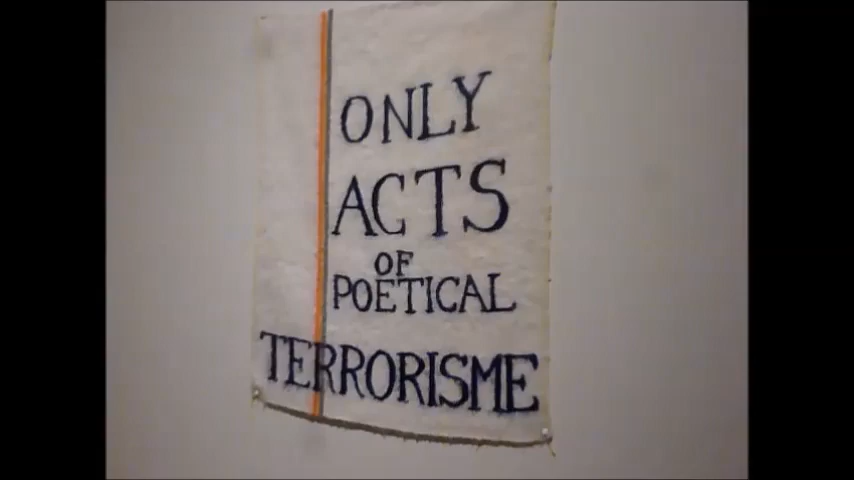 ONLY
ACTS
OF
POETICAL
TERRORISME